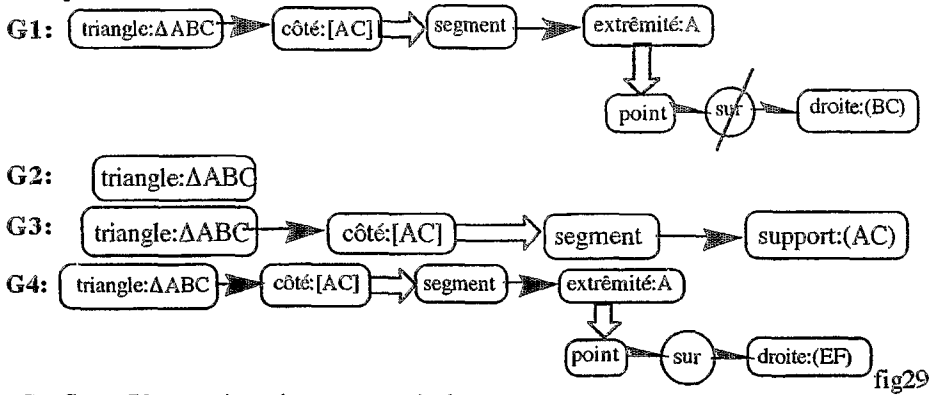 G1: triangle:ΔABC côté:[AC] segment extrêmité:A
point sur droite:(BC)
G2: triangle:ΔABC
G3: triangle:ΔABC côté:[AC] segment support:(AC)
G4: triangle:ΔABC côté:[AC] segment extrêmité:A
point sur droite:(EF)
fig29